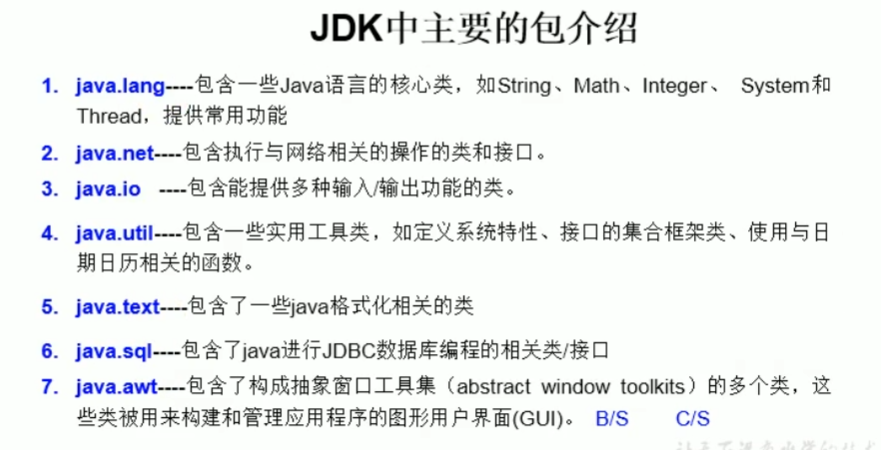 JDK中主要的包介绍
1. java.lang----包含一些Java语言的核心类，如String、Math、Integer、 System和
Thread，提供常用功能
2. java.net----包含执行与网络相关的操作的类和接口。
3. java.io ----包含能提供多种输入/输出功能的类。
4. java.util----包含一些实用工具类，如定义系统特性、接口的集合框架类、使用与日
期日历相关的函数。
5. java.text----包含了一些java格式化相关的类
6. java.sql----包含了java进行JDBC数据库编程的相关类/接口
7. java.awt----包含了构成抽象窗口工具集（abstract window toolkits）的多个类，这
些类被用来构建和管理应用程序的图形用户界面(GUI)。 B/S C/S